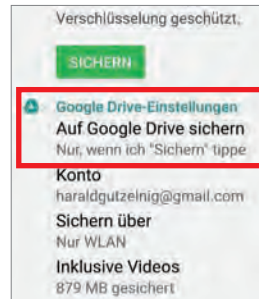 Verschlüsselung geschützt.
SICHERN
Google Drive-Einstellungen
Auf Google Drive sichern
Nur, wenn ich "Sichern" tippe
Konto
haraldgutzelnig@gmail.com
Sichern über
Nur WLAN
Inklusive Videos
879 MB gesichert